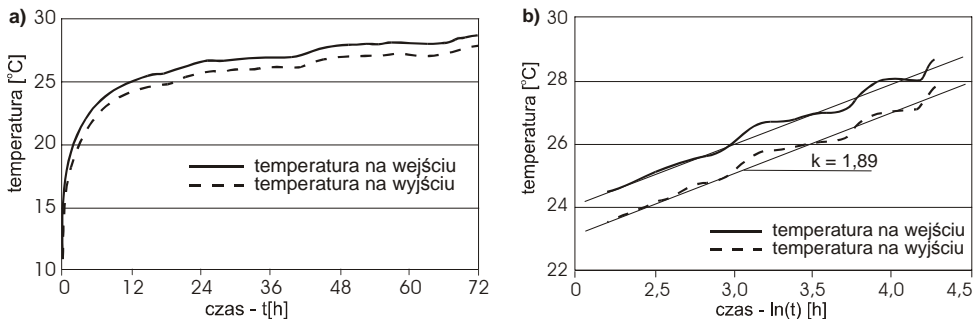 a)
temperatura [°C]
30
25
20
15
10
temperatura na wejściu
temperatura na wyjściu
0 12 24 36 48 60 72
czas - t[h]
b)
temperatura [°C]
30
28
26
24
22
k = 1,89
temperatura na wejściu
temperatura na wyjściu
0 2,5 3,0 3,5 4,0 4,5
czas - ln(t) [h]